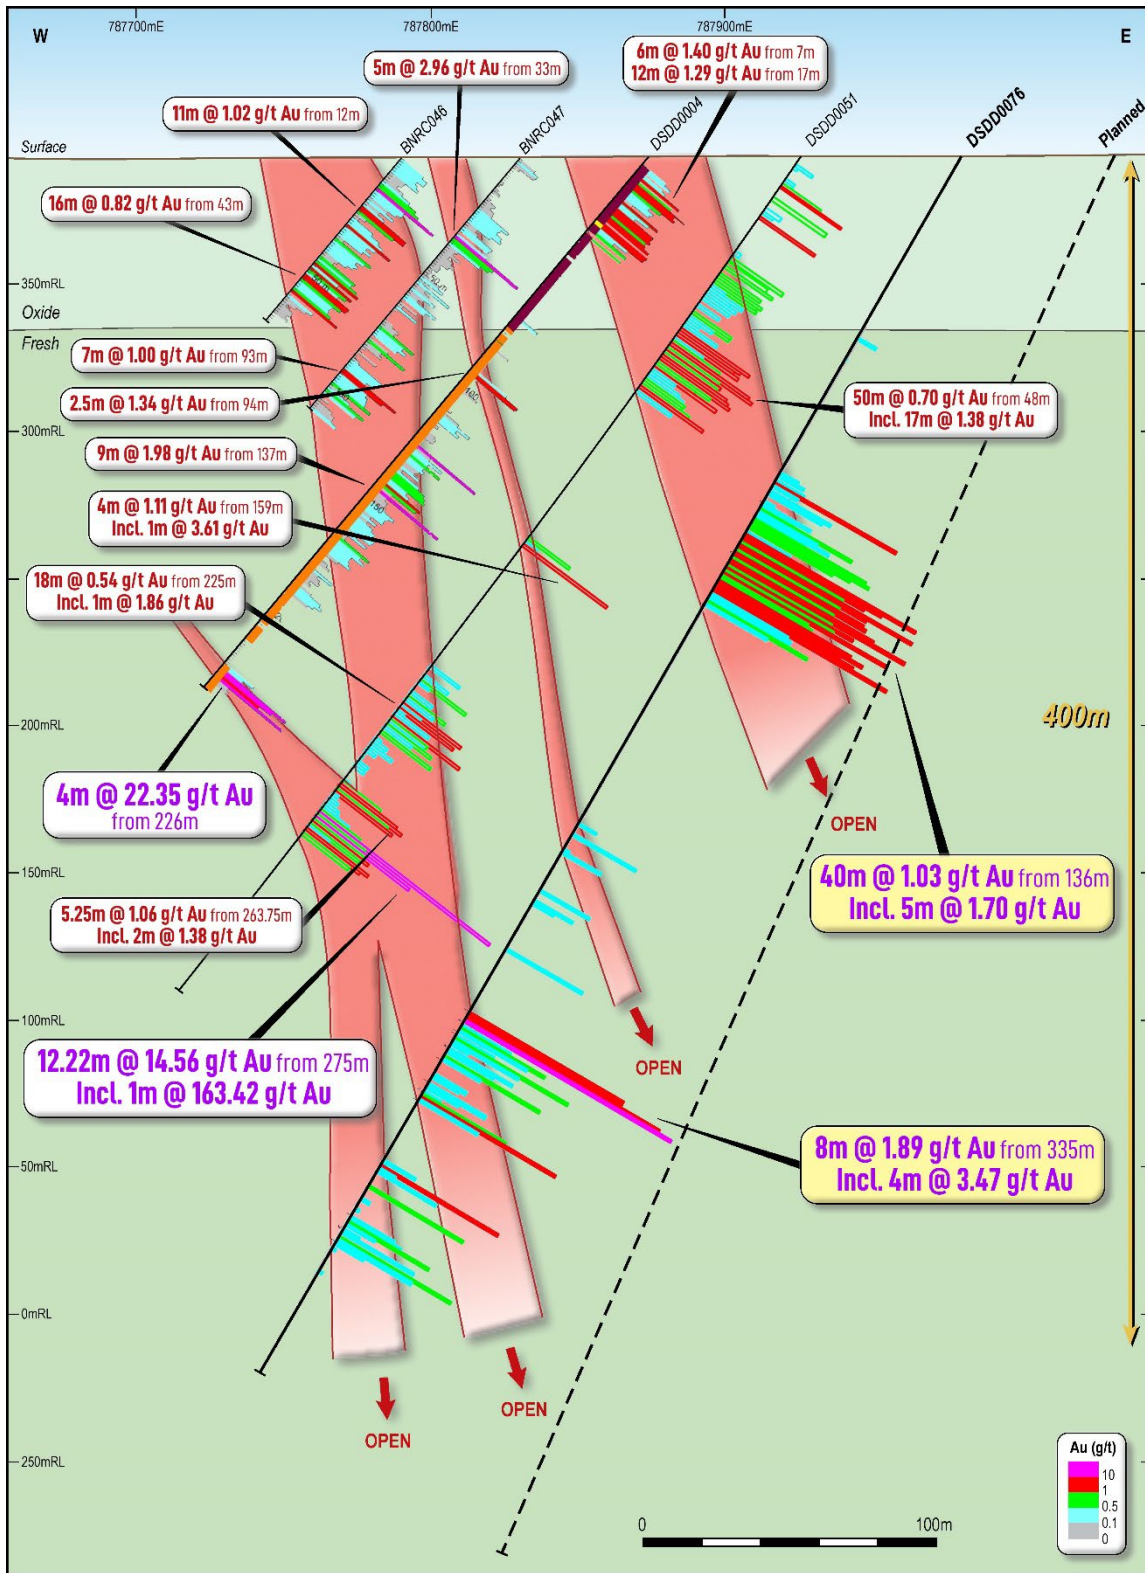 787700mE
787800mE
787900mE
W
E
5m @ 2.96 g/t Au from 33m
6m @ 1.40 g/t Au from 7m
12m @ 1.29 g/t Au from 17m
11m @ 1.02 g/t Au from 12m
BNRC046
BNRC047
DSDD0004
DSDD0051
DSDD0076
Planned
Surface
16m @ 0.82 g/t Au from 43m
350mRL
Oxide
Fresh
7m @ 1.00 g/t Au from 93m
2.5m @ 1.34 g/t Au from 94m
100
50m @ 0.70 g/t Au from 48m
Incl. 17m @ 1.38 g/t Au
300mRL
9m @ 1.98 g/t Au from 137m
150
4m @ 1.11 g/t Au from 159m
Incl. 1m @ 3.61 g/t Au
18m @ 0.54 g/t Au from 225m
Incl. 1m @ 1.86 g/t Au
200mRL
400m
4m @ 22.35 g/t Au
from 226m
OPEN
150mRL
40m @ 1.03 g/t Au from 136m
Incl. 5m @ 1.70 g/t Au
5.25m @ 1.06 g/t Au from 263.75m
Incl. 2m @ 1.38 g/t Au
100mRL
12.22m @ 14.56 g/t Au from 275m
Incl. 1m @ 163.42 g/t Au
OPEN
50mRL
8m @ 1.89 g/t Au from 335m
Incl. 4m @ 3.47 g/t Au
0mRL
OPEN
OPEN
250mRL
Au (g/t)
10
1
0.5
0.1
0
0
100m